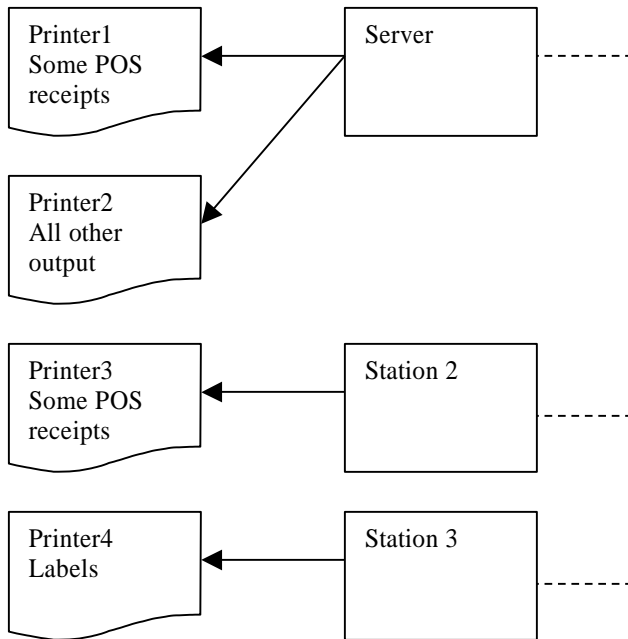 Printer1
Some POS
receipts
Server
Printer2
All other
output
Printer3
Some POS
receipts
Station 2
Printer4
Labels
Station 3